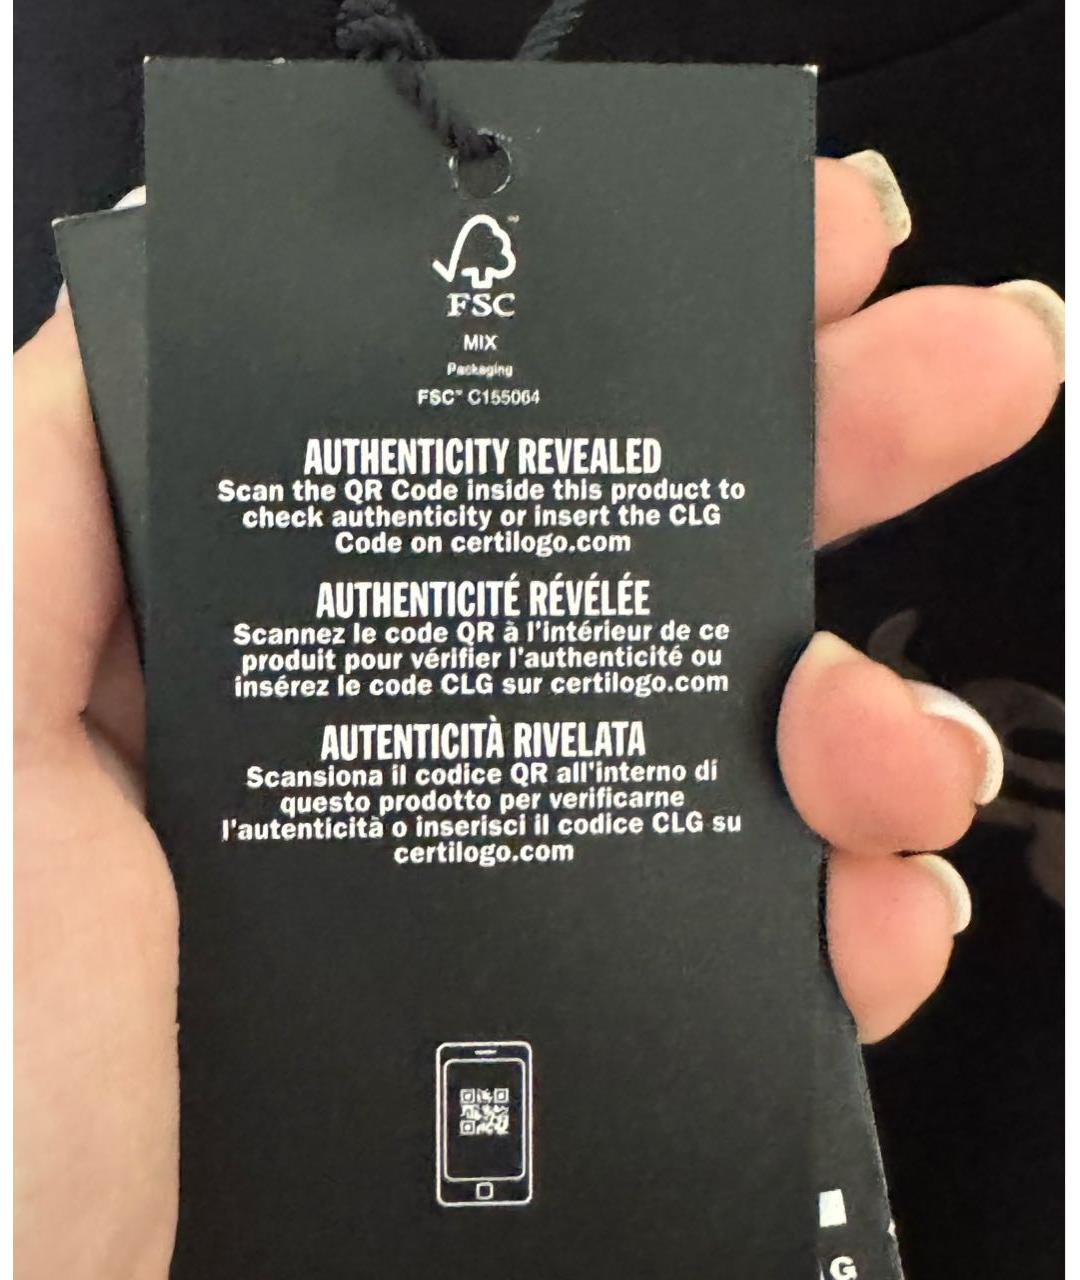 FSC
MIX
Packaging
FSC™ C155064
AUTHENTICITY REVEALED
Scan the QR Code inside this product to
check authenticity or insert the CLG
Code on certilogo.com
AUTHENTICITÉ RÉVÉLÉE
Scannez le code QR à l'intérieur de ce
produit pour vérifier l'authenticité ou
insérez le code CLG sur certilogo.com
AUTENTICITÀ RIVELATA
Scansiona il codice QR all'interno di
questo prodotto per verificarne
l'autenticità o inserisci il codice CLG su
certilogo.com
G